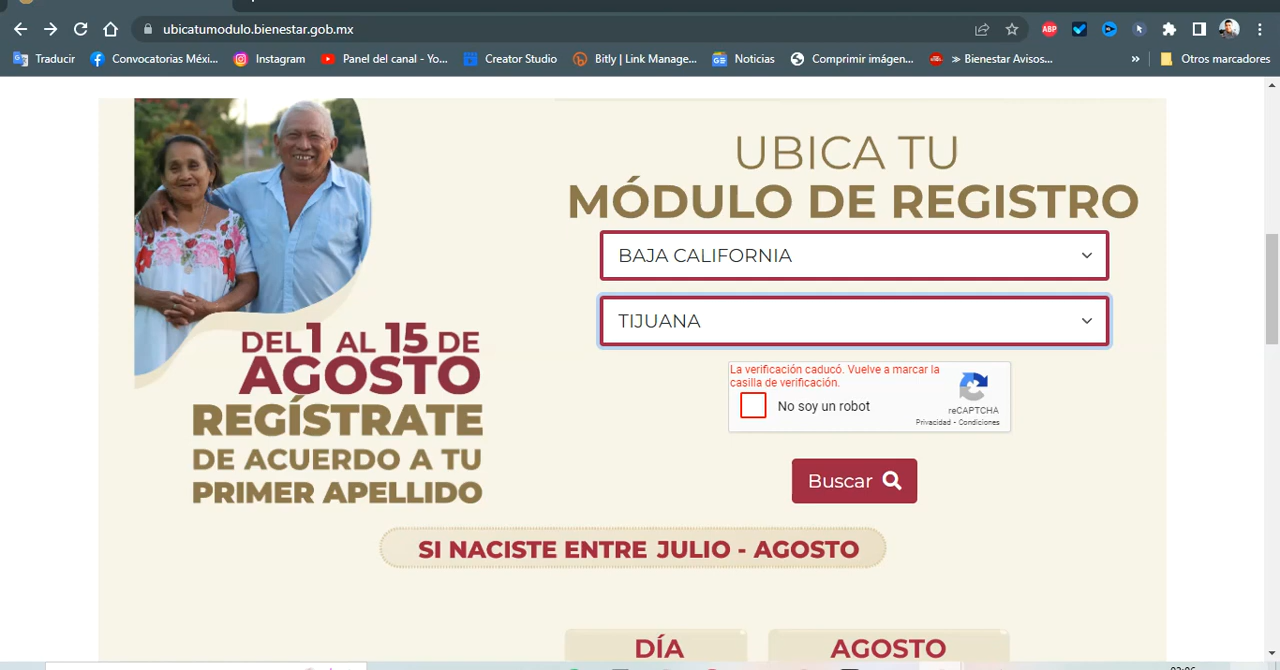 ubicatumodulo.bienestar.gob.mx
ABP
Traducir
Convocatorias Méxi...
Instagram
Panel del canal - Yo...
Creator Studio
Bitly | Link Manage...
Noticias
Comprimir imágen...
≫ Bienestar Avisos...
»
Otros marcadores
UBICA TU
MÓDULO DE REGISTRO
BAJA CALIFORNIA
TIJUANA
La verificación caducó. Vuelve a marcar la
casilla de verificación.
No soy un robot
reCAPTCHA
Privacidad - Condiciones
Buscar
DEL 1 AL 15 DE
AGOSTO
REGÍSTRATE
DE ACUERDO A TU
PRIMER APELLIDO
SI NACISTE ENTRE JULIO - AGOSTO
DÍA
AGOSTO